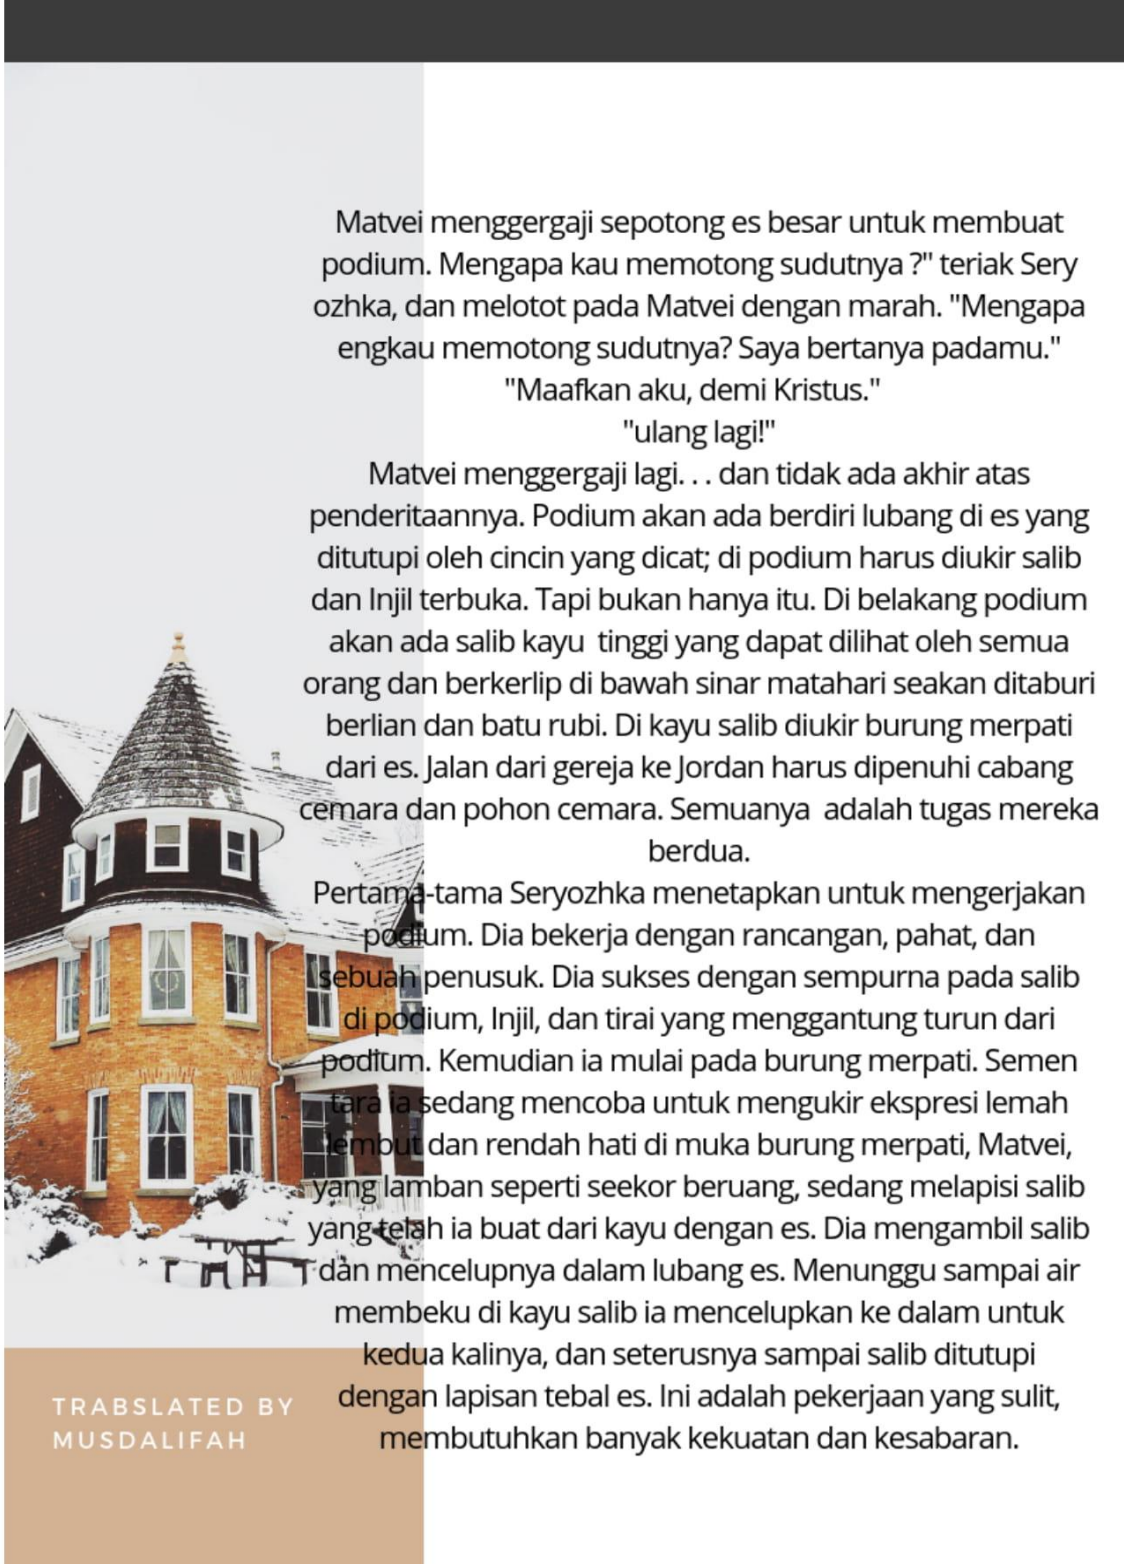 Matvei menggergaji sepotong es besar untuk membuat
podium. Mengapa kau memotong sudutnya ?" teriak Sery
ozhka, dan melotot pada Matvei dengan marah. "Mengapa
engkau memotong sudutnya? Saya bertanya padamu."
"Maafkan aku, demi Kristus."
"ulang lagi!"
Matvei menggergaji lagi. . . dan tidak ada akhir atas
penderitaannya. Podium akan ada berdiri lubang di es yang
ditutupi oleh cincin yang dicat; di podium harus diukir salib
dan Injil terbuka. Tapi bukan hanya itu. Di belakang podium
akan ada salib kayu  tinggi yang dapat dilihat oleh semua
orang dan berkerlip di bawah sinar matahari seakan ditaburi
berlian dan batu rubi. Di kayu salib diukir burung merpati
dari es. Jalan dari gereja ke Jordan harus dipenuhi cabang
cemara dan pohon cemara. Semuanya  adalah tugas mereka
berdua.
Pertama-tama Seryozhka menetapkan untuk mengerjakan
podium. Dia bekerja dengan rancangan, pahat, dan
sebuah penusuk. Dia sukses dengan sempurna pada salib
di podium, Injil, dan tirai yang menggantung turun dari
podium. Kemudian ia mulai pada burung merpati. Semen
tara ia sedang mencoba untuk mengukir ekspresi lemah
lembut dan rendah hati di muka burung merpati, Matvei,
yang lamban seperti seekor beruang, sedang melapisi salib
yang telah ia buat dari kayu dengan es. Dia mengambil salib
dan mencelupnya dalam lubang es. Menunggu sampai air
membeku di kayu salib ia mencelupkan ke dalam untuk
kedua kalinya, dan seterusnya sampai salib ditutupi
dengan lapisan tebal es. Ini adalah pekerjaan yang sulit,
membutuhkan banyak kekuatan dan kesabaran.
TRABSLATED BY
MUSDALIFAH